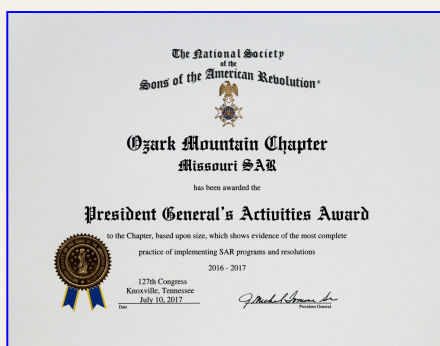 The National Society
of the
Sons of the American Revolution®
Ozark Mountain Chapter
Missouri SAR
has been awarded the
President General's Activities Award
to the Chapter, based upon size, which shows evidence of the most complete
practice of implementing SAR programs and resolutions
2016 - 2017
127th Congress
Knoxville, Tennessee
July 10, 2017
Date
President General